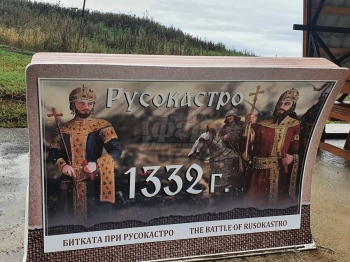 Русокастро
1332 г.
БИТКАТА ПРИ РУСОКАСТРО THE BATTLE OF RUSOKASTRO